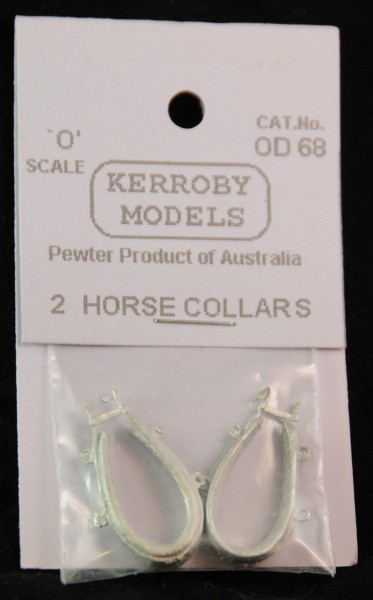 `O'
SCALE
CAT.No.
OD 68
KERROBY
MODELS
Pewter Product of Australia
2 HORSE COLLARS